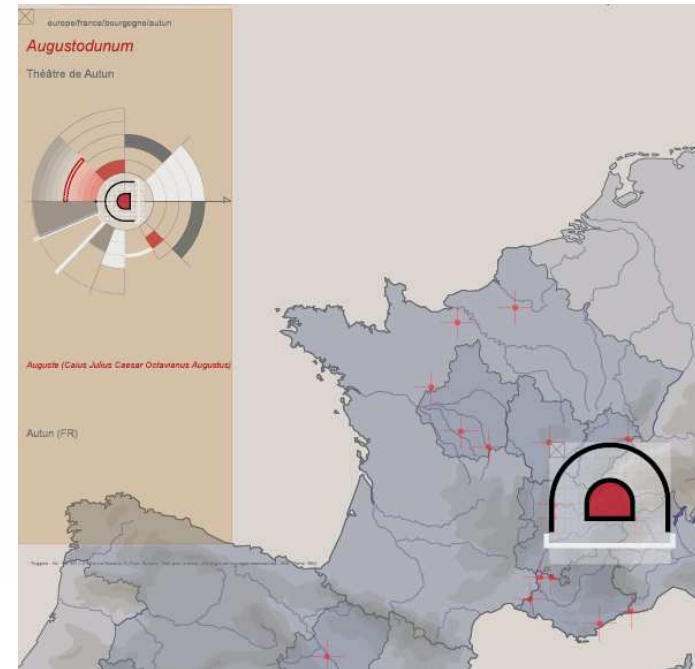 europe/france/bourgogne/autun
Augustodunum
Théâtre de Autun
Auguste (Caius Julius Caesar Octavianus Augustus)
Autun (FR)